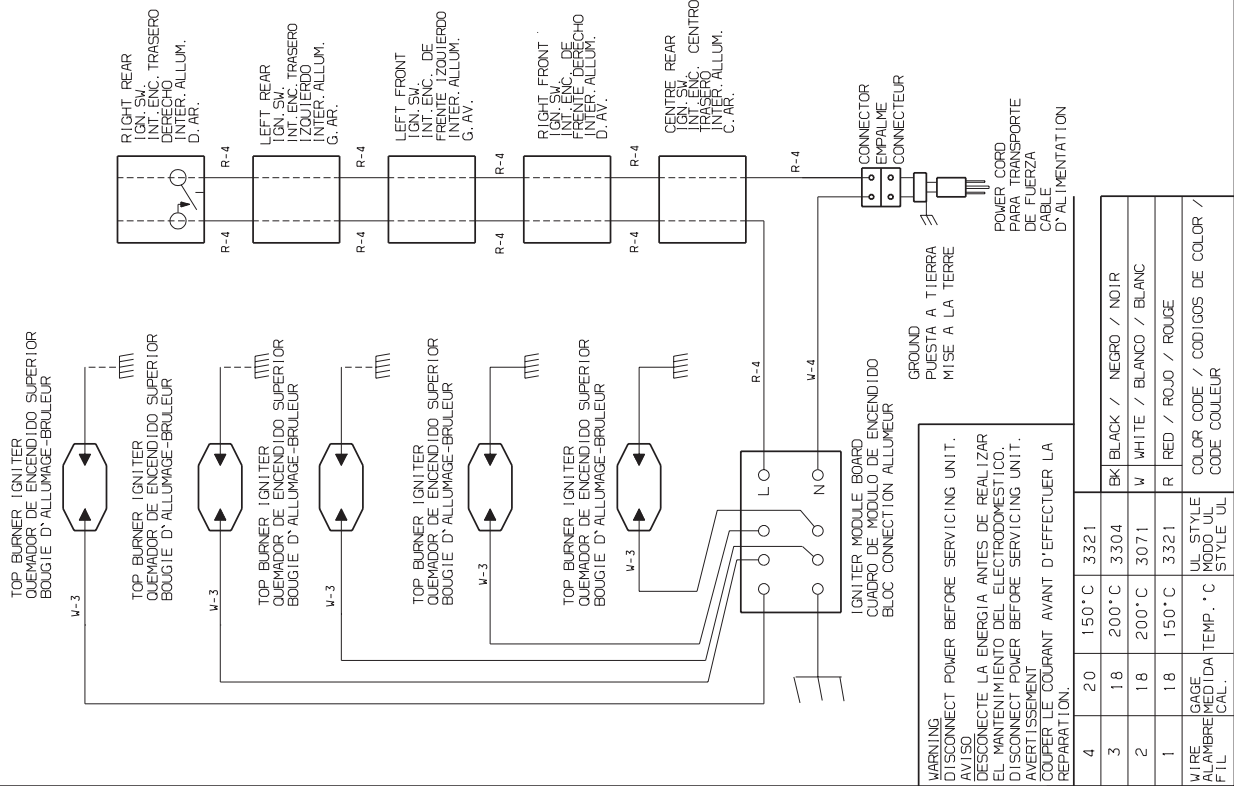 TOP BURNER IGNITER
QUEMADOR DE ENCENDIDO SUPERIOR
BOUGIE D`ALLUMAGE-BRULEUR
W-3
TOP BURNER IGNITER
QUEMADOR DE ENCENDIDO SUPERIOR
BOUGIE D`ALLUMAGE-BRULEUR
W-3
TOP BURNER IGNITER
QUEMADOR DE ENCENDIDO SUPERIOR
BOUGIE D`ALLUMAGE-BRULEUR
W-3
TOP BURNER IGNITER
QUEMADOR DE ENCENDIDO SUPERIOR
BOUGIE D`ALLUMAGE-BRULEUR
W-3
TOP BURNER IGNITER
QUEMADOR DE ENCENDIDO SUPERIOR
BOUGIE D`ALLUMAGE-BRULEUR
W-3
RIGHT REAR
IGN. SW.
INT. ENC. TRASERO
DERECHO
INTER. ALLUM.
D. AR.
R-4
R-4
LEFT REAR
IGN. SW.
INT. ENC. TRASERO
IZQUIERDO
INTER. ALLUM.
G. AR.
R-4
R-4
LEFT FRONT
IGN. SW.
INT. ENC. DE
FRENTE IZQUIERDO
INTER. ALLUM.
G. AV.
R-4
R-4
RIGHT FRONT
IGN. SW.
INT. ENC. DE
FRENTE DERECHO
INTER. ALLUM.
D. AV.
R-4
R-4
CENTRE REAR
IGN. SW.
INT. ENC. CENTRO
TRASERO
INTER. ALLUM.
C. AR.
R-4
R-4
W-4
L
N
IGNITER MODULE BOARD
CUADRO DE MODULO DE ENCENDIDO
BLOC CONNECTION ALLUMEUR
CONNECTOR
EMPALME
CONNECTEUR
GROUND
PUESTA A TIERRA
MISE A LA TERRE
POWER CORD
PARA TRANSPORTE
DE FUERZA
CABLE
D`ALIMENTATION
WARNING
DISCONNECT POWER BEFORE SERVICING UNIT.
AVISO
DESCONECTE LA ENERGIA ANTES DE REALIZAR
EL MANTENIMIENTO DEL ELECTRODOMESTICO.
DISCONNECT POWER BEFORE SERVICING UNIT.
AVERTISSEMENT
COUPER LE COURANT AVANT D'EFFECTUER LA
REPARATION.
4 20 150°C 3321
3 18 200°C 3304 BK BLACK / NEGRO / NOIR
2 18 200°C 3071 W WHITE / BLANCO / BLANC
1 18 150°C 3321 R RED / ROJO / ROUGE
WIRE GAGE TEMP.°C UL STYLE COLOR CODE / CODIGOS DE COLOR /
ALAMBRE MEDIDA MODO UL CODE COULEUR
FIL CAL. STYLE UL